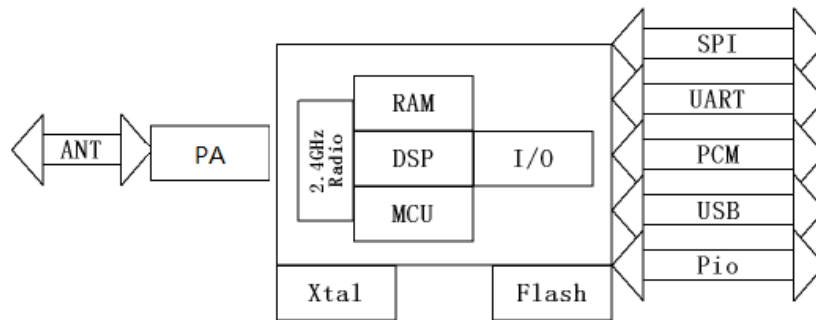 SPI
RAM
UART
ANT
PA
2.4GHz
Radio
DSP
I/O
PCM
MCU
USB
Pio
Xtal
Flash